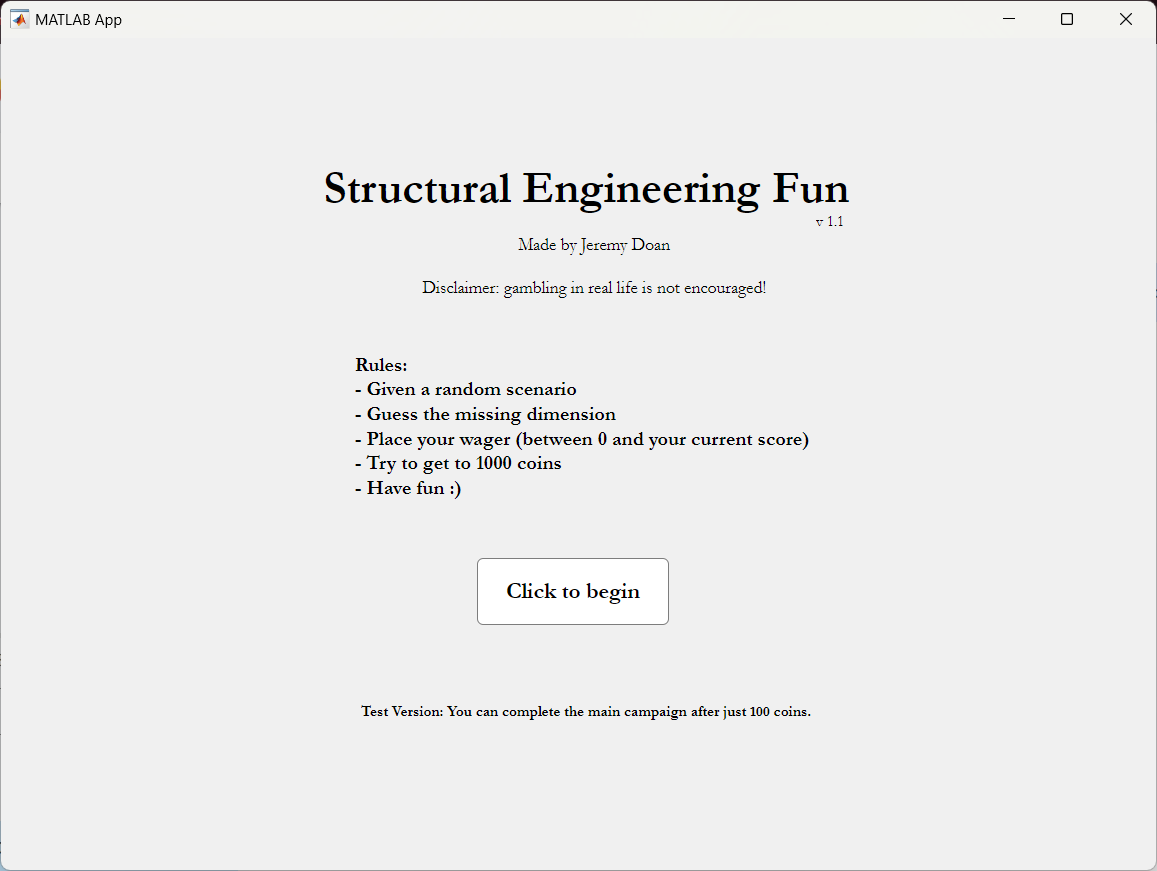 MATLAB App
Structural Engineering Fun
v 1.1
Made by Jeremy Doan
Disclaimer: gambling in real life is not encouraged!
Rules:
- Given a random scenario
- Guess the missing dimension
- Place your wager (between 0 and your current score)
- Try to get to 1000 coins
- Have fun :)
Click to begin
Test Version: You can complete the main campaign after just 100 coins.